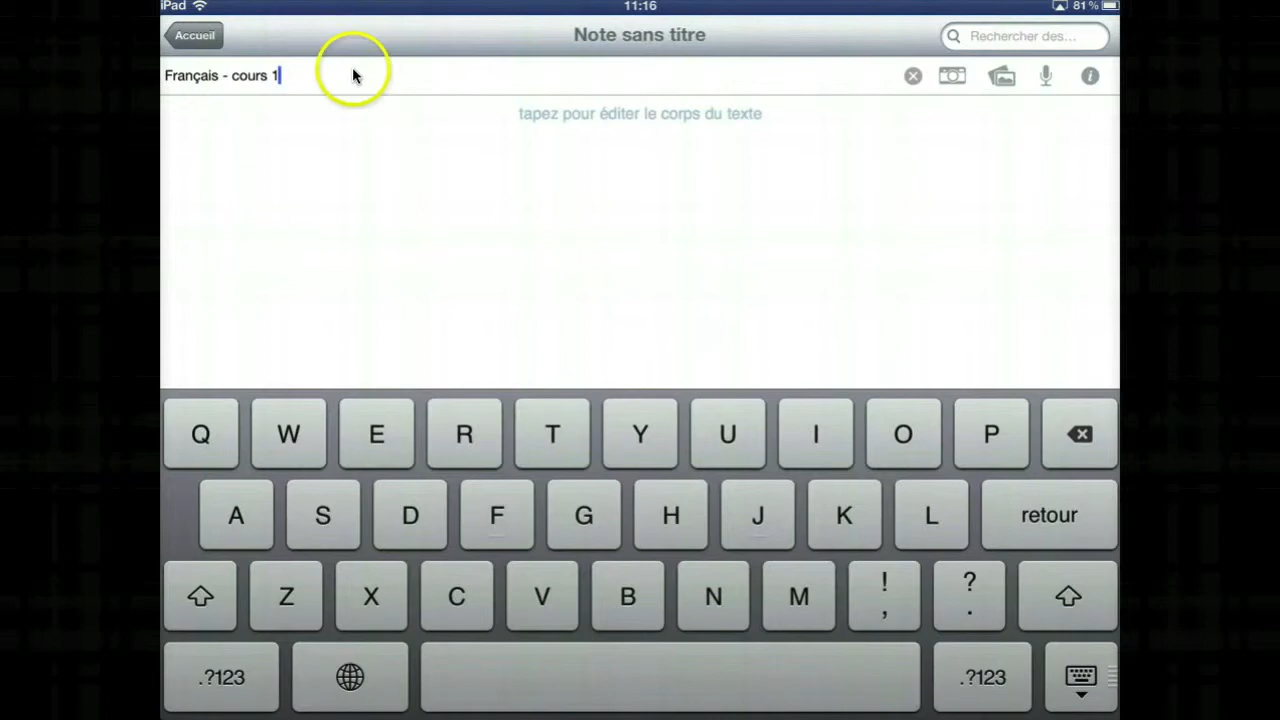 iPad 11:16 81 %
Accueil Note sans titre Rechercher des...
Français - cours 1
tapez pour éditer le corps du texte
Q W E R T Y U I O P
A S D F G H J K L retour
Z X C V B N M ! , ? .
.?123 .?123